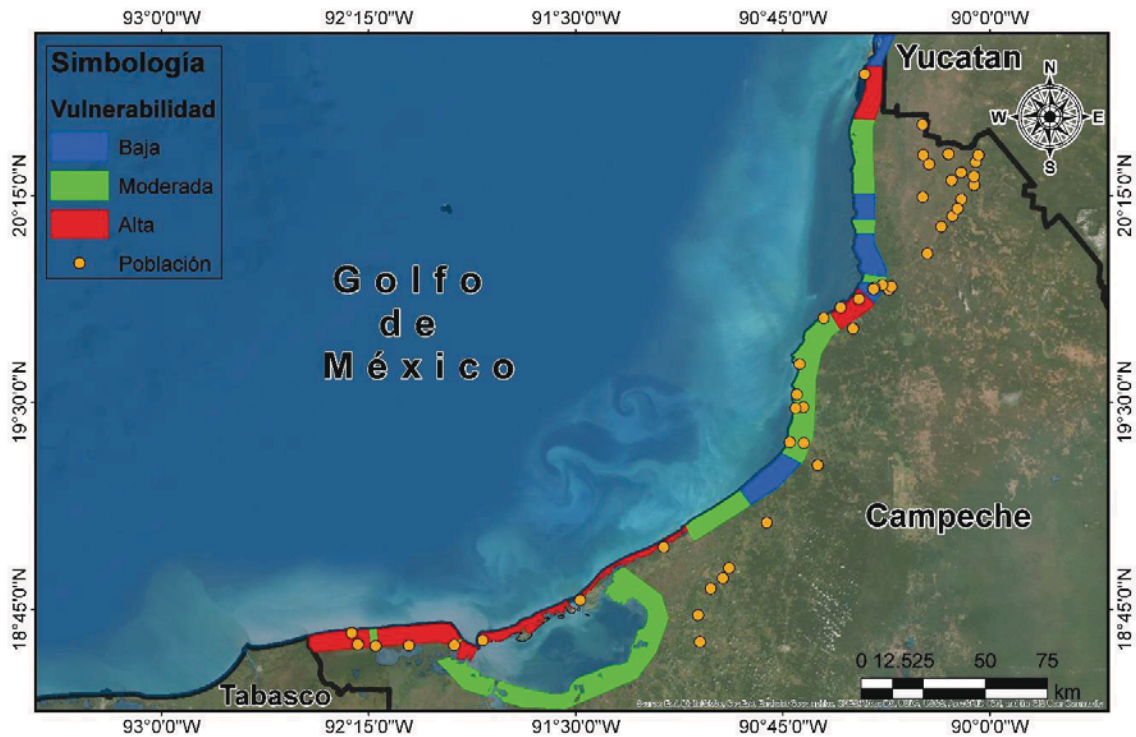 93°0'0"W 92°15'0"W 91°30'0"W 90°45'0"W 90°0'0"W
Simbología
Vulnerabilidad
Baja
Moderada
Alta
Población
Yucatan
N
W E
S
20°15'0"N 20°15'0"N
Golfo
de
México
19°30'0"N 19°30'0"N
Campeche
18°45'0"N 18°45'0"N
Tabasco
0 12.525 50 75
km
93°0'0"W 92°15'0"W 91°30'0"W 90°45'0"W 90°0'0"W